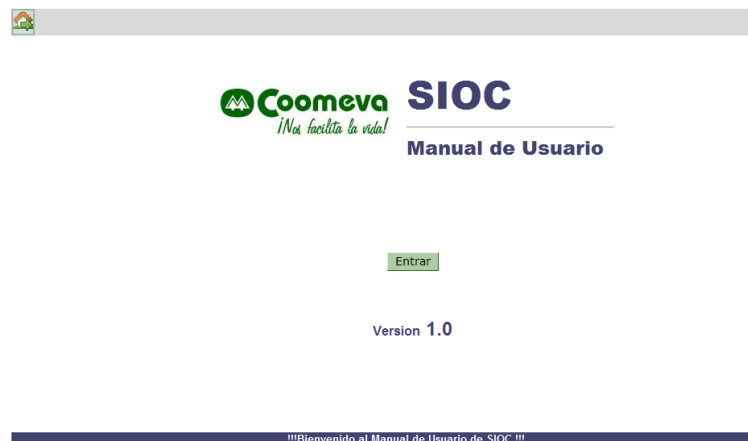 Coomeva
¡Nos facilita la vida!
SIOC
Manual de Usuario
Entrar
Version 1.0
!!!Bienvenido al Manual de Usuario de SIOC !!!